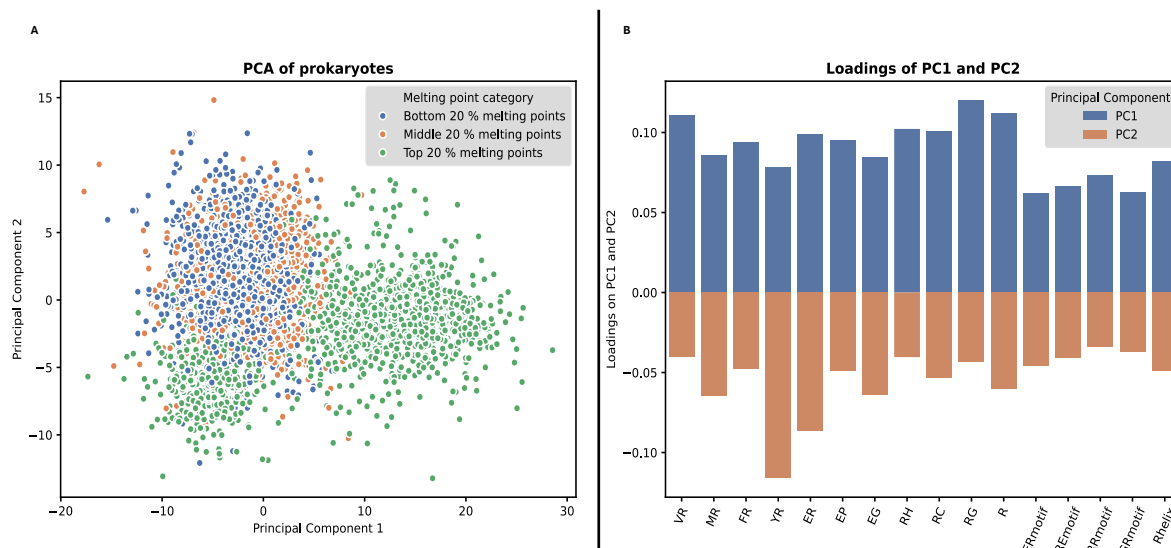 A
PCA of prokaryotes
Melting point category
Bottom 20 % melting points
Middle 20 % melting points
Top 20 % melting points
15
10
5
0
−5
−10
−20
−10
0
10
20
30
Principal Component 1
Principal Component 2
B
Loadings of PC1 and PC2
Principal Component
PC1
PC2
0.10
0.05
0.00
−0.05
−0.10
Loadings on PC1 and PC2
VR
MR
FR
YR
ER
EP
EG
RH
RC
RG
R
Rhelix